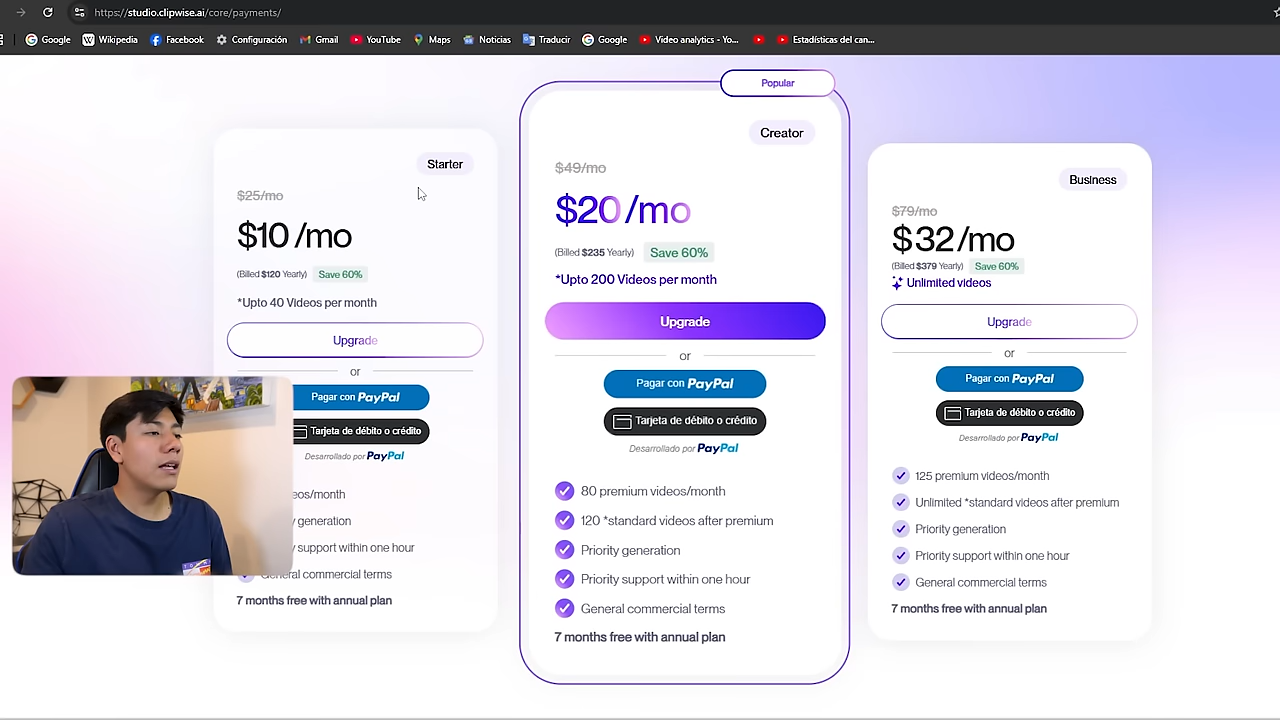 https://studio.clipwise.ai/core/payments/
Google
Wikipedia
Facebook
Configuración
Gmail
YouTube
Maps
Noticias
Traducir
Google
Video analytics - Yo...
Estadísticas del can...
Popular
Starter
$25/mo
$10 /mo
(Billed $120 Yearly) Save 60%
*Upto 40 Videos per month
Upgrade
or
Pagar con PayPal
Tarjeta de débito o crédito
Desarrollado por PayPal
eos/month
generation
support within one hour
General commercial terms
7 months free with annual plan
Creator
$49/mo
$20 /mo
(Billed $235 Yearly) Save 60%
*Upto 200 Videos per month
Upgrade
or
Pagar con PayPal
Tarjeta de débito o crédito
Desarrollado por PayPal
80 premium videos/month
120 *standard videos after premium
Priority generation
Priority support within one hour
General commercial terms
7 months free with annual plan
Business
$79/mo
$32/mo
(Billed $379 Yearly) Save 60%
Unlimited videos
Upgrade
or
Pagar con PayPal
Tarjeta de débito o crédito
Desarrollado por PayPal
125 premium videos/month
Unlimited *standard videos after premium
Priority generation
Priority support within one hour
General commercial terms
7 months free with annual plan